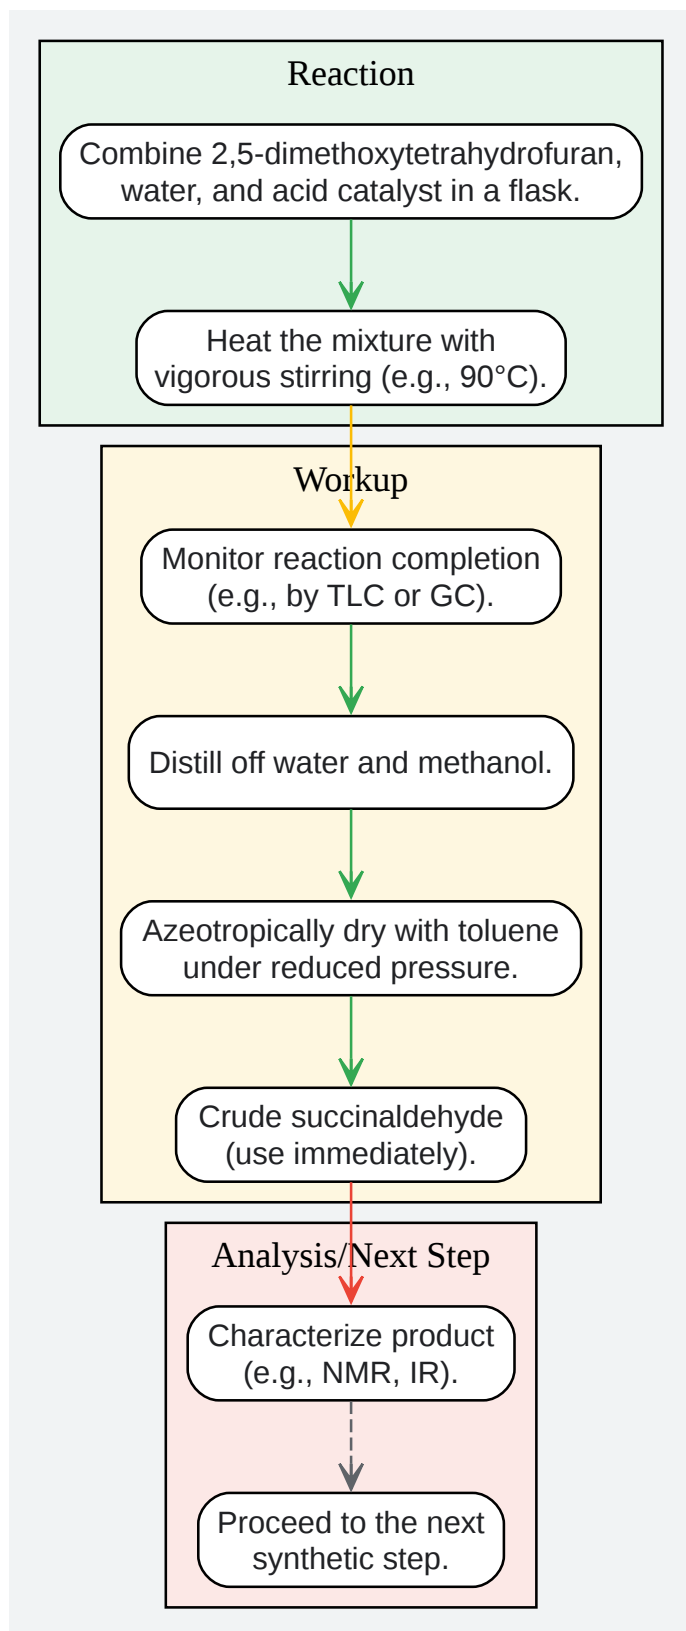 Reaction
Combine 2,5-dimethoxytetrahydrofuran,
water, and acid catalyst in a flask.
Heat the mixture with
vigorous stirring (e.g., 90°C).
Workup
Monitor reaction completion
(e.g., by TLC or GC).
Distill off water and methanol.
Azeotropically dry with toluene
under reduced pressure.
Crude succinaldehyde
(use immediately).
Analysis/Next Step
Characterize product
(e.g., NMR, IR).
Proceed to the next
synthetic step.